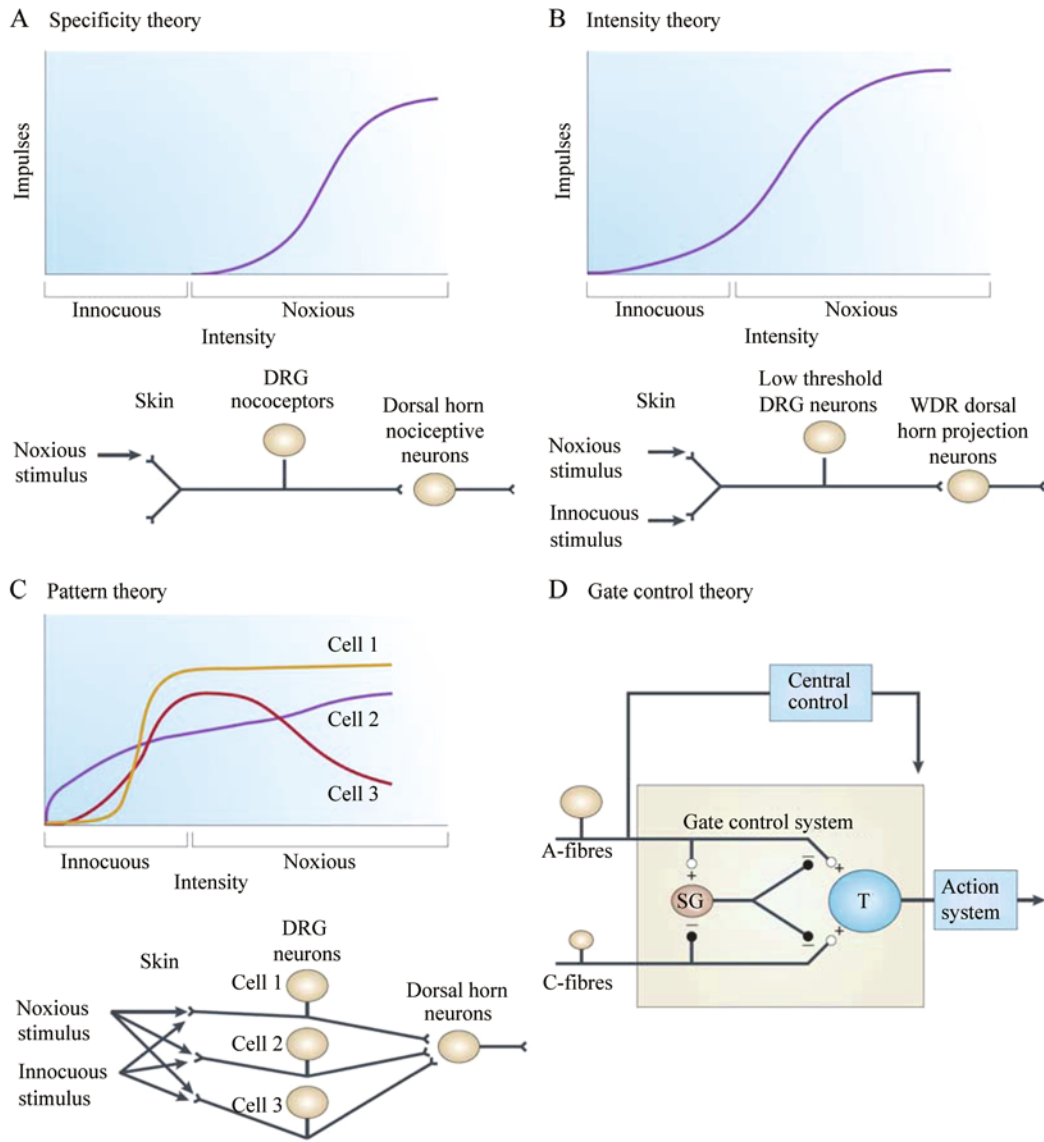 A Specificity theory
Impulses
Innocuous
Noxious
Intensity
Skin
DRG
nococeptors
Dorsal horn
nociceptive
neurons
Noxious
stimulus
B Intensity theory
Impulses
Innocuous
Noxious
Intensity
Skin
Low threshold
DRG neurons
WDR dorsal
horn projection
neurons
Noxious
stimulus
Innocuous
stimulus
C Pattern theory
Cell 1
Cell 2
Cell 3
Innocuous
Noxious
Intensity
Skin
DRG
neurons
Cell 1
Cell 2
Cell 3
Dorsal horn
neurons
Noxious
stimulus
Innocuous
stimulus
D Gate control theory
Central
control
Gate control system
A-fibres
+
–
+
SG
T
Action
system
–
–
+
C-fibres